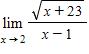 lim x→2 √(x + 23) / (x − 1)